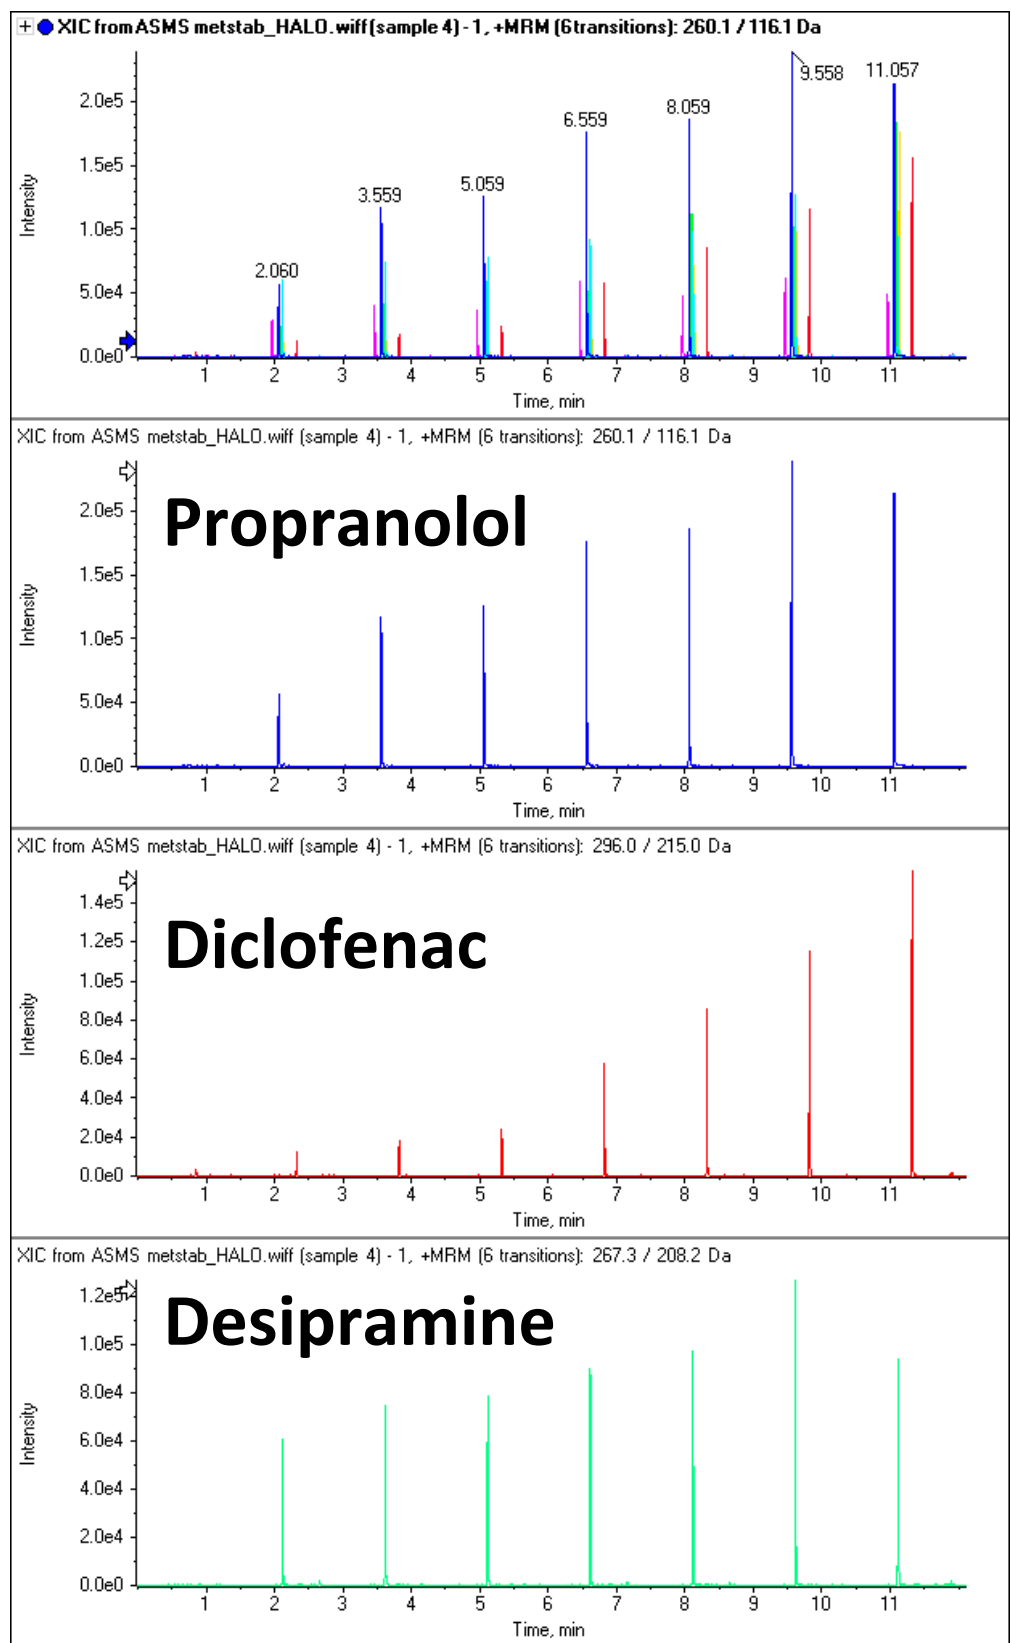 XIC from ASMS metstab_HALO.wiff (sample 4) - 1, +MRM (6 transitions): 260.1 / 116.1 Da
9.558
11.057
2.0e5
8.059
6.559
1.5e5
5.059
3.559
Intensity
1.0e5
2.060
5.0e4
0.0e0
1 2 3 4 5 6 7 8 9 10 11
Time, min
XIC from ASMS metstab_HALO.wiff (sample 4) - 1, +MRM (6 transitions): 260.1 / 116.1 Da
Propranolol
2.0e5
1.5e5
Intensity
1.0e5
5.0e4
0.0e0
1 2 3 4 5 6 7 8 9 10 11
Time, min
XIC from ASMS metstab_HALO.wiff (sample 4) - 1, +MRM (6 transitions): 296.0 / 215.0 Da
1.4e5
Diclofenac
1.2e5
1.0e5
Intensity
8.0e4
6.0e4
4.0e4
2.0e4
0.0e0
1 2 3 4 5 6 7 8 9 10 11
Time, min
XIC from ASMS metstab_HALO.wiff (sample 4) - 1, +MRM (6 transitions): 267.3 / 208.2 Da
1.2e5
Desipramine
1.0e5
8.0e4
Intensity
6.0e4
4.0e4
2.0e4
0.0e0
1 2 3 4 5 6 7 8 9 10 11
Time, min